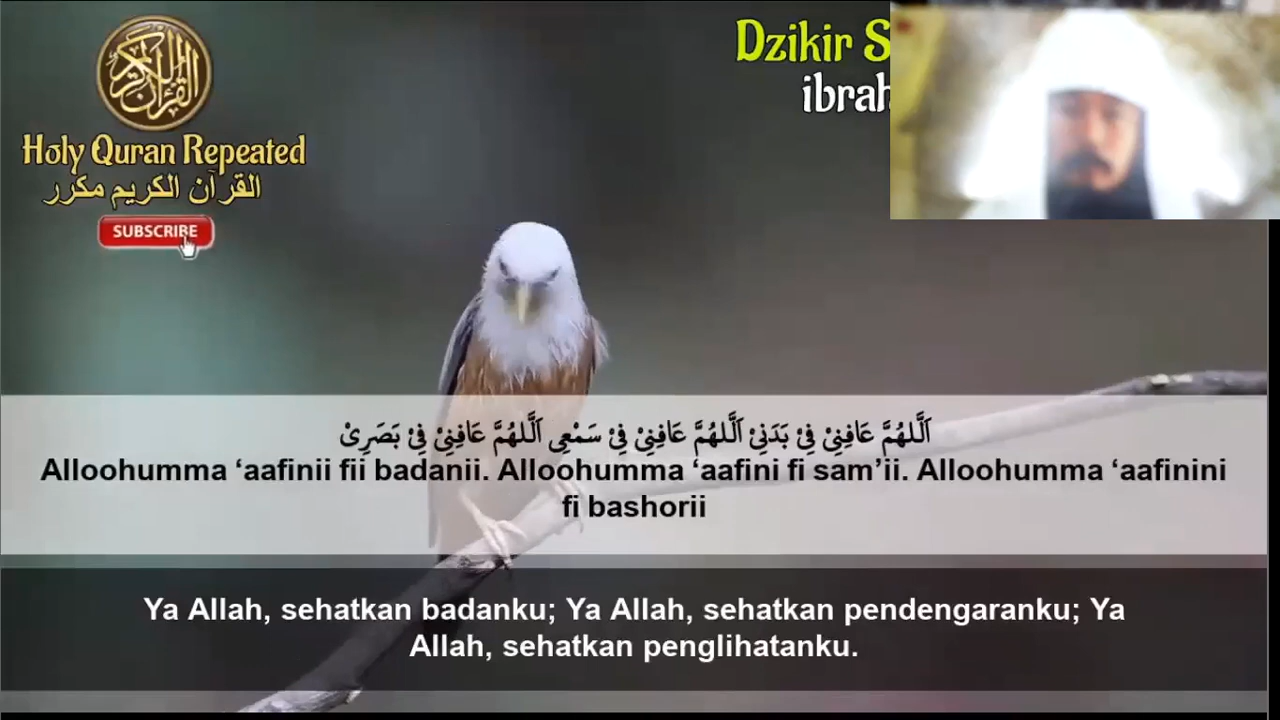 Dzikir S
ibrah
Holy Quran Repeated
القرآن الكريم مكرر
SUBSCRIBE
اَللّٰهُمَّ عَافِنِيْ فِيْ بَدَنِيْ اَللّٰهُمَّ عَافِنِيْ فِيْ سَمْعِى اَللّٰهُمَّ عَافِنِيْ فِيْ بَصَرِىْ
Alloohumma ‘aafinii fii badanii. Alloohumma ‘aafini fi sam’ii. Alloohumma ‘aafinini
fi bashorii
Ya Allah, sehatkan badanku; Ya Allah, sehatkan pendengaranku; Ya
Allah, sehatkan penglihatanku.